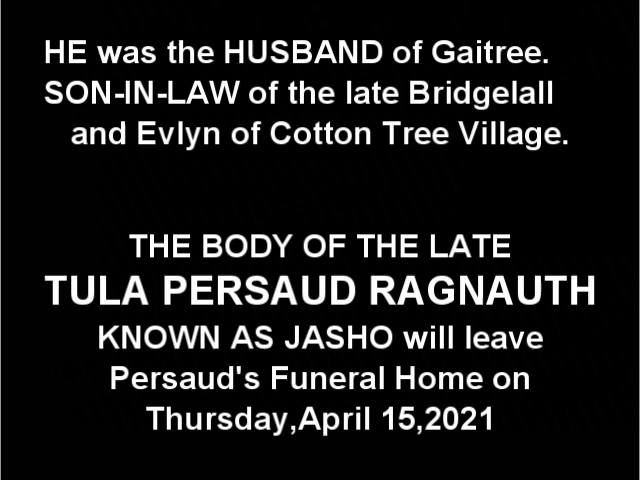 HE was the HUSBAND of Gaitree.
SON-IN-LAW of the late Bridgelall
and Evlyn of Cotton Tree Village.
THE BODY OF THE LATE
TULA PERSAUD RAGNAUTH
KNOWN AS JASHO will leave
Persaud's Funeral Home on
Thursday,April 15,2021